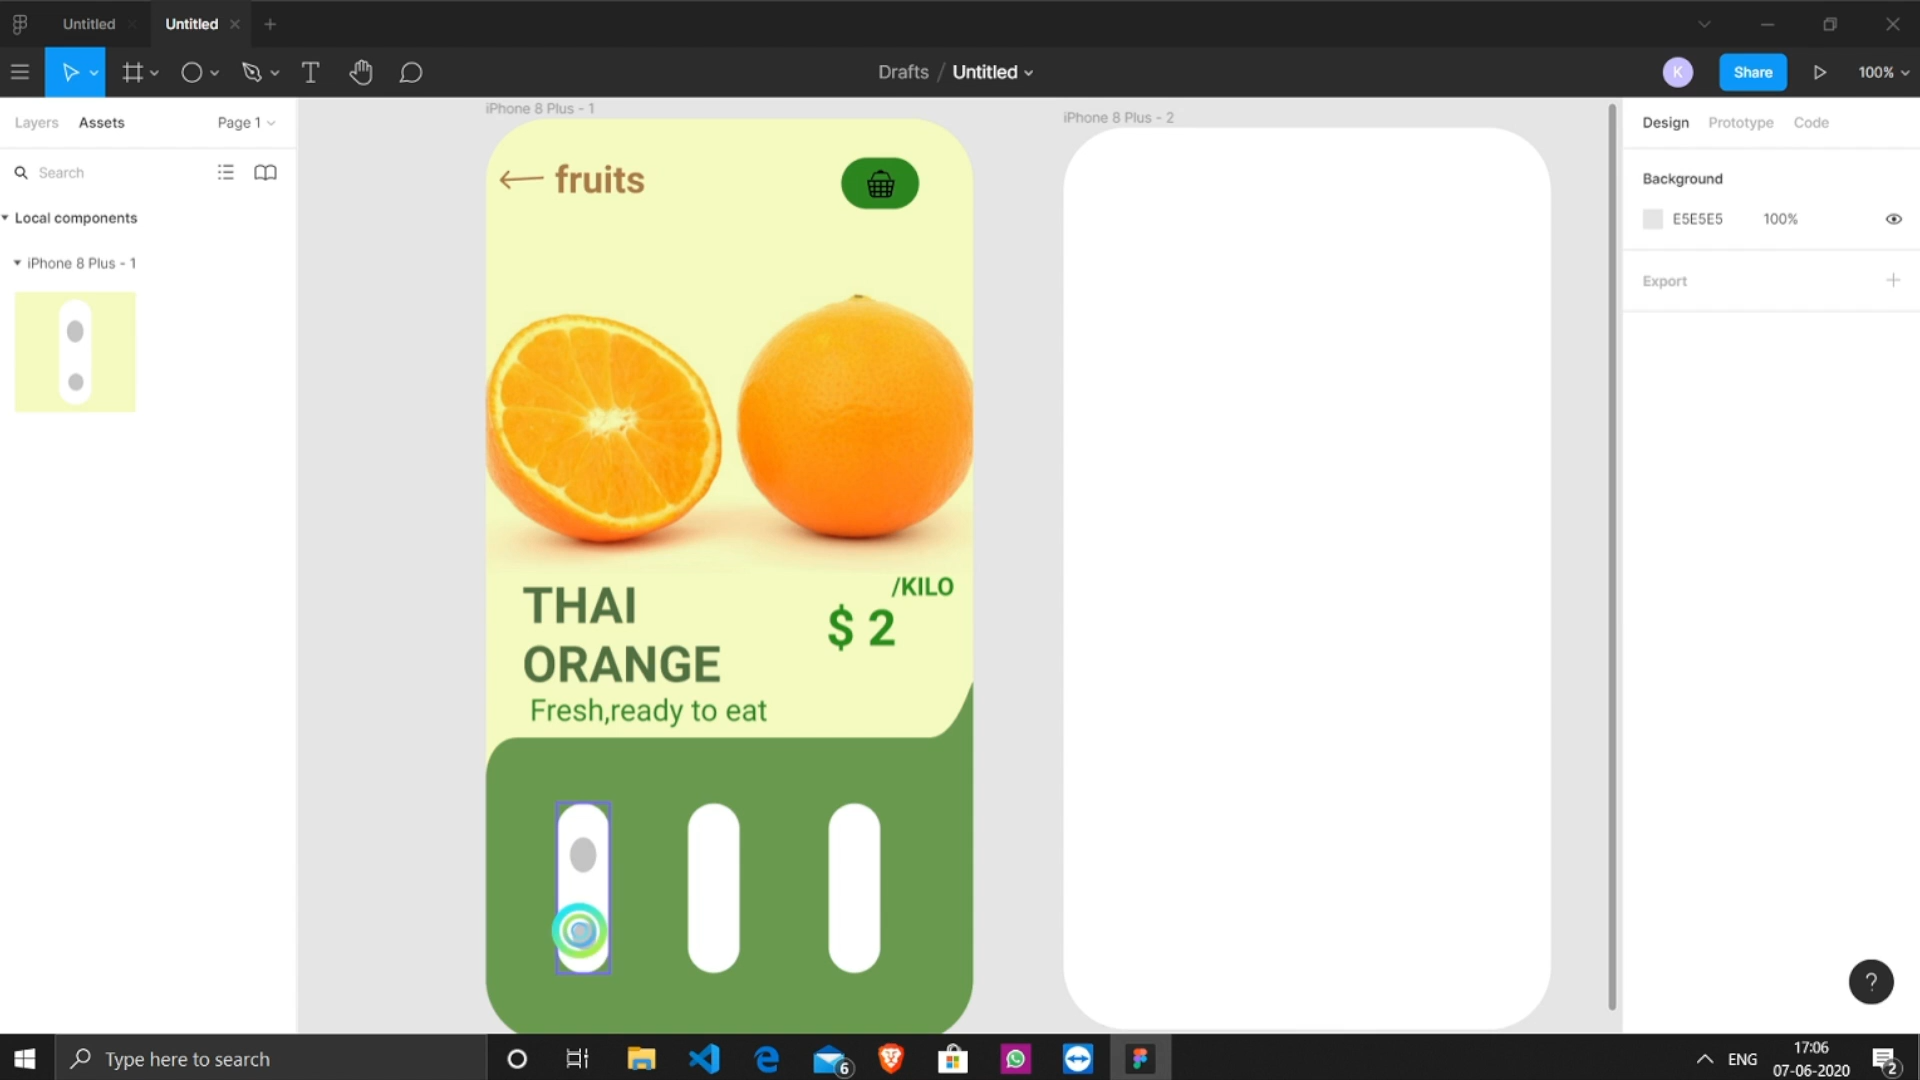 Untitled
Untitled
Drafts / Untitled
K
Share
100%
Layers
Assets
Page 1
Search
Local components
iPhone 8 Plus - 1
iPhone 8 Plus - 1
fruits
THAI
ORANGE
/KILO
$ 2
Fresh,ready to eat
iPhone 8 Plus - 2
Design
Prototype
Code
Background
E5E5E5
100%
Export
?
Type here to search
6
ENG
17:06
07-06-2020
2